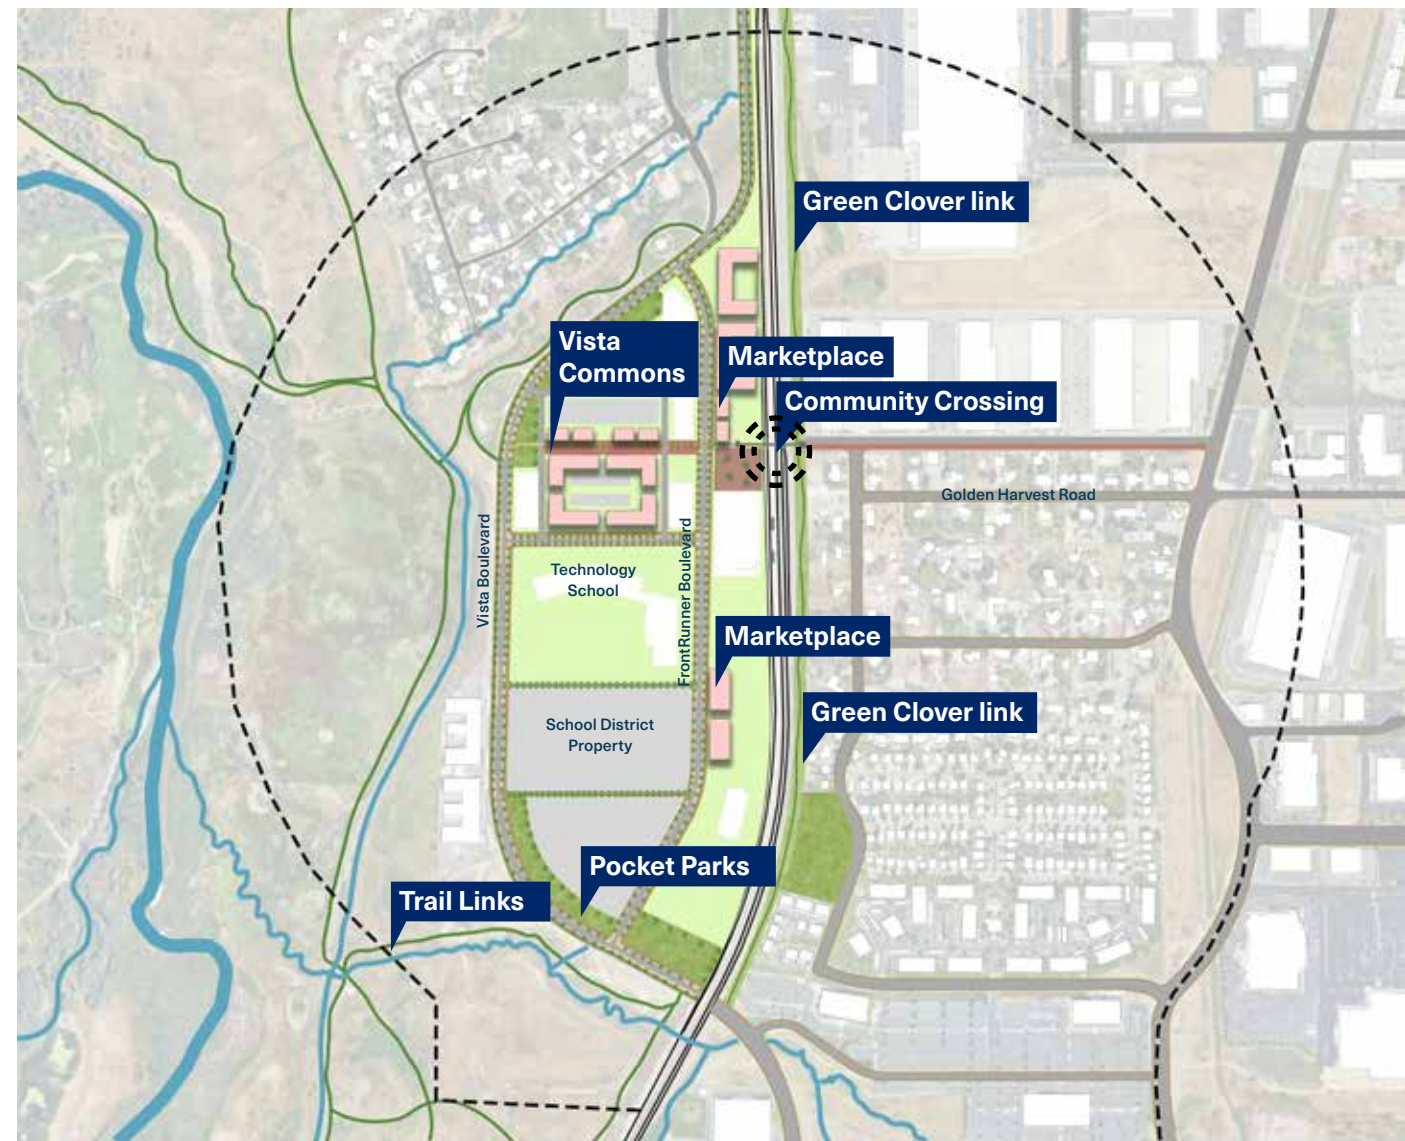 Green Clover link
Vista
Commons
Marketplace
Community Crossing
Golden Harvest Road
Vista Boulevard
FrontRunner Boulevard
Technology
School
Marketplace
School District
Property
Green Clover link
Pocket Parks
Trail Links